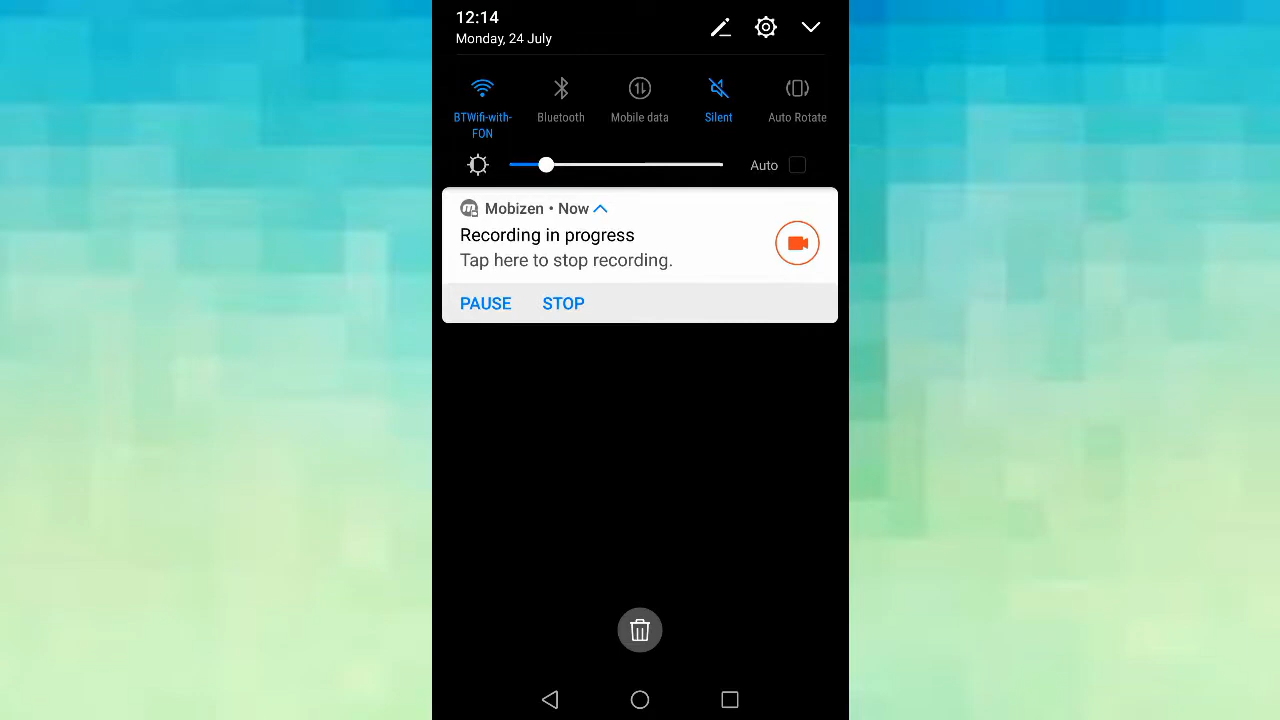 12:14
Monday, 24 July
BTWifi-with-
FON
Bluetooth
Mobile data
Silent
Auto Rotate
Auto
Mobizen • Now
Recording in progress
Tap here to stop recording.
PAUSE STOP